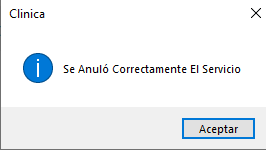 Clinica
Se Anuló Correctamente El Servicio
Aceptar